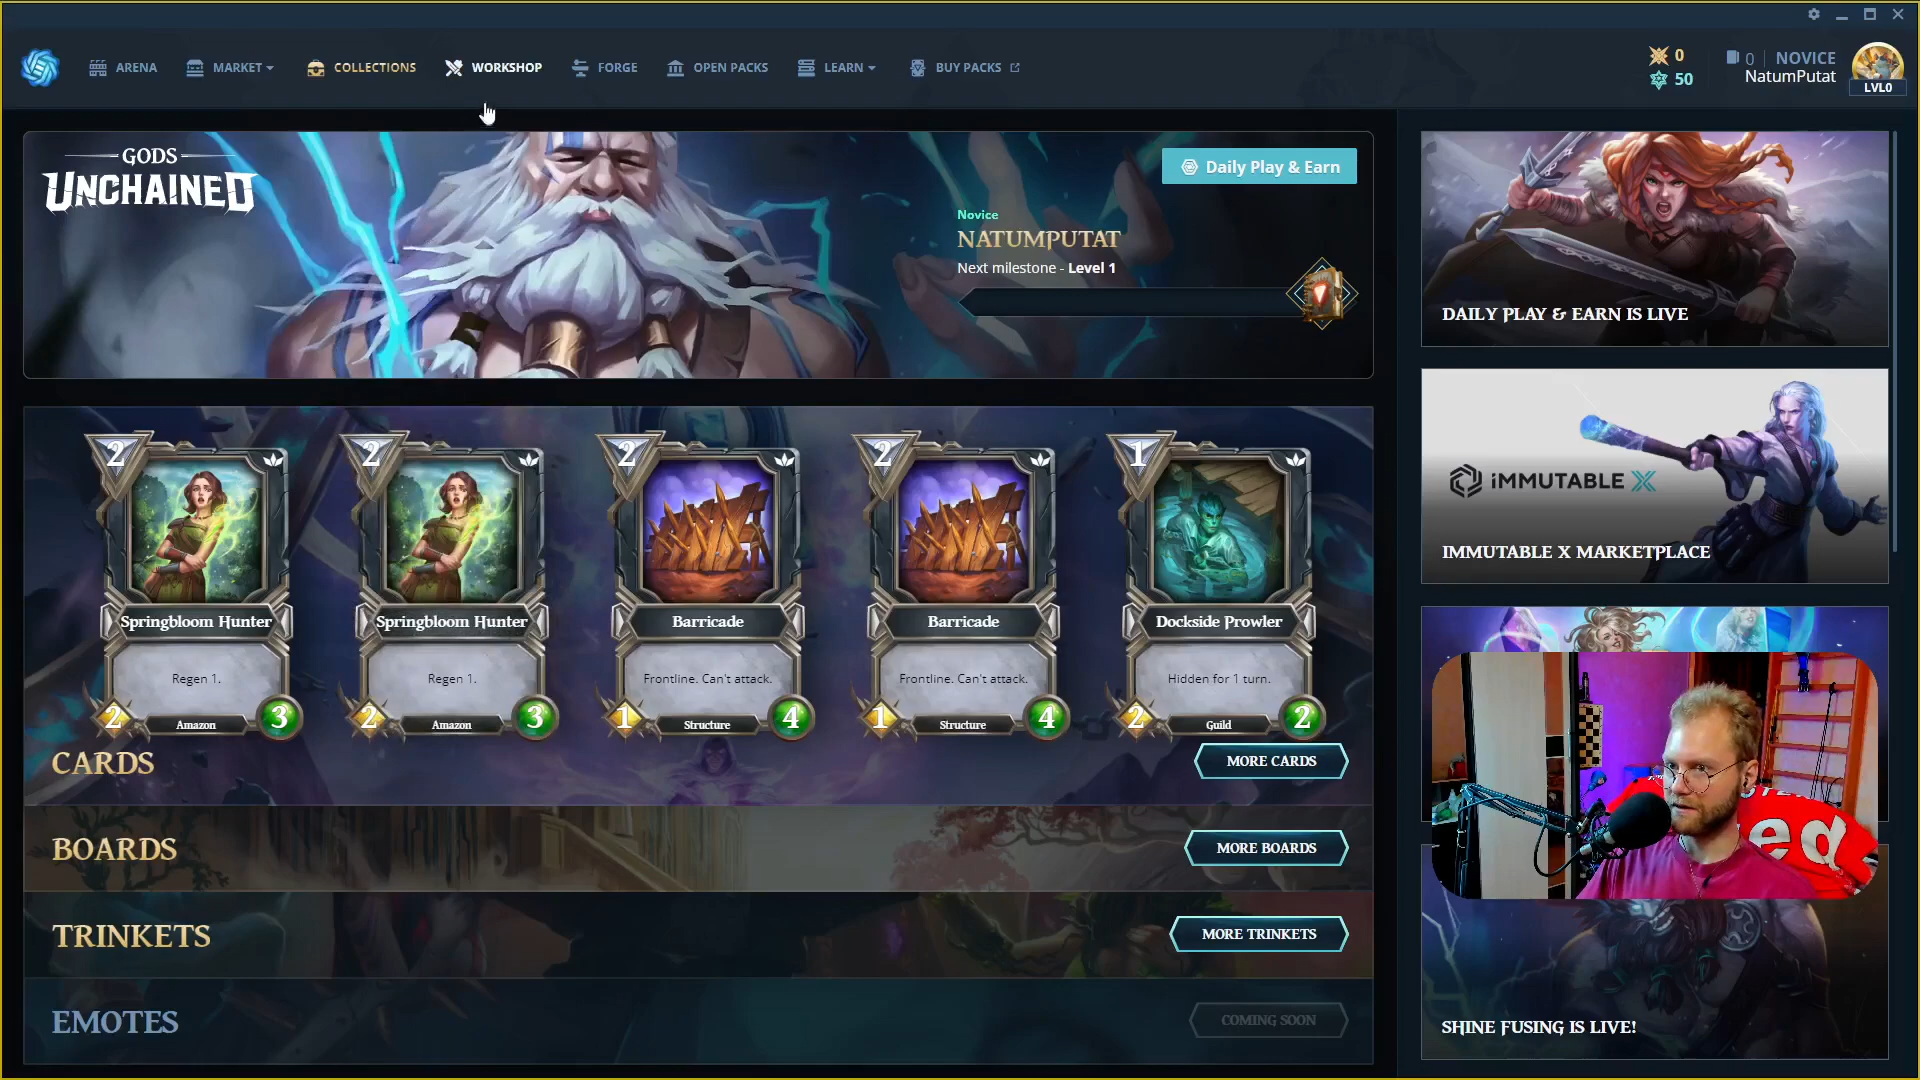 ARENA
MARKET
COLLECTIONS
WORKSHOP
FORGE
OPEN PACKS
LEARN
BUY PACKS
0
50
0
NOVICE
NatumPutat
LVL0
GODS
UNCHAINED
Daily Play & Earn
Novice
NATUMPUTAT
Next milestone - Level 1
2
Springbloom Hunter
Regen 1.
2
Amazon
3
2
Springbloom Hunter
Regen 1.
2
Amazon
3
2
Barricade
Frontline. Can't attack.
1
Structure
4
2
Barricade
Frontline. Can't attack.
1
Structure
4
1
Dockside Prowler
Hidden for 1 turn.
2
Guild
2
CARDS
MORE CARDS
BOARDS
MORE BOARDS
TRINKETS
MORE TRINKETS
EMOTES
COMING SOON
DAILY PLAY & EARN IS LIVE
IMMUTABLE X
IMMUTABLE X MARKETPLACE
ed
SHINE FUSING IS LIVE!